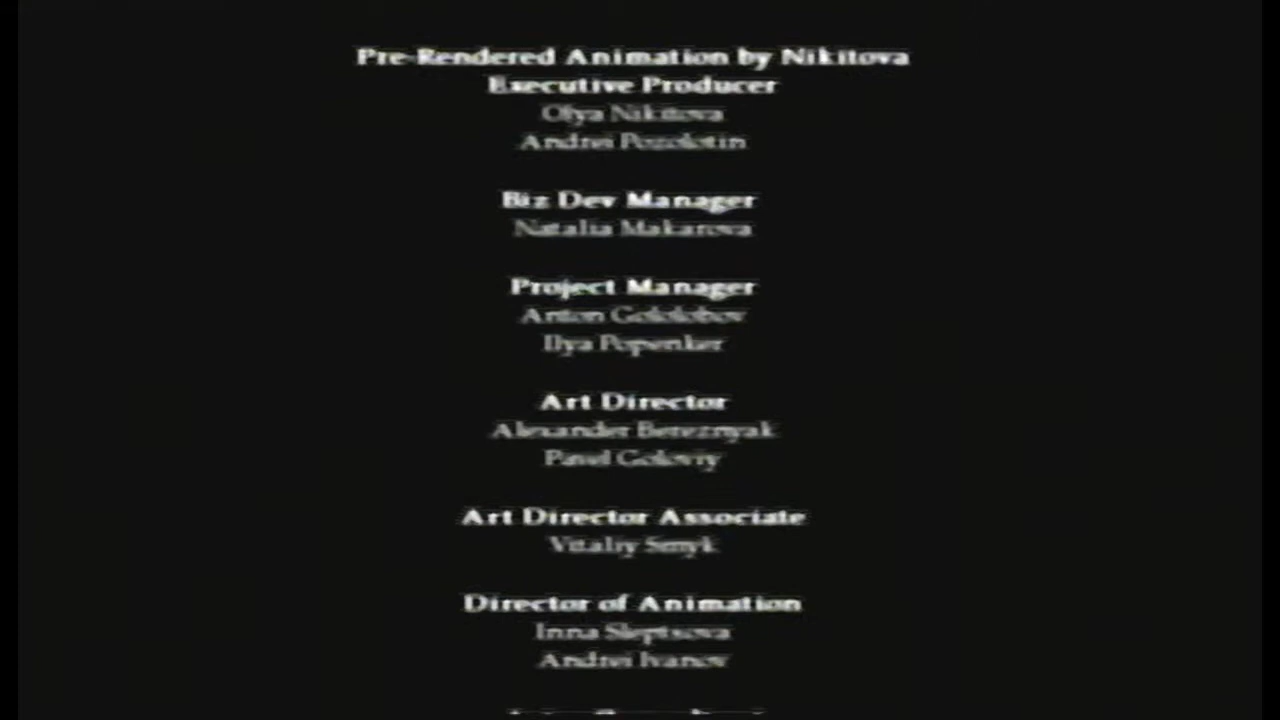 Pre-Rendered Animation by Nikitova
Executive Producer
Olya Nikitova
Andrei Pozolotin
Biz Dev Manager
Natalia Makarova
Project Manager
Anton Gololobov
Ilya Popenker
Art Director
Alexander Bereznyak
Pavel Goloviy
Art Director Associate
Vitaliy Smyk
Director of Animation
Inna Sleptsova
Andrei Ivanov